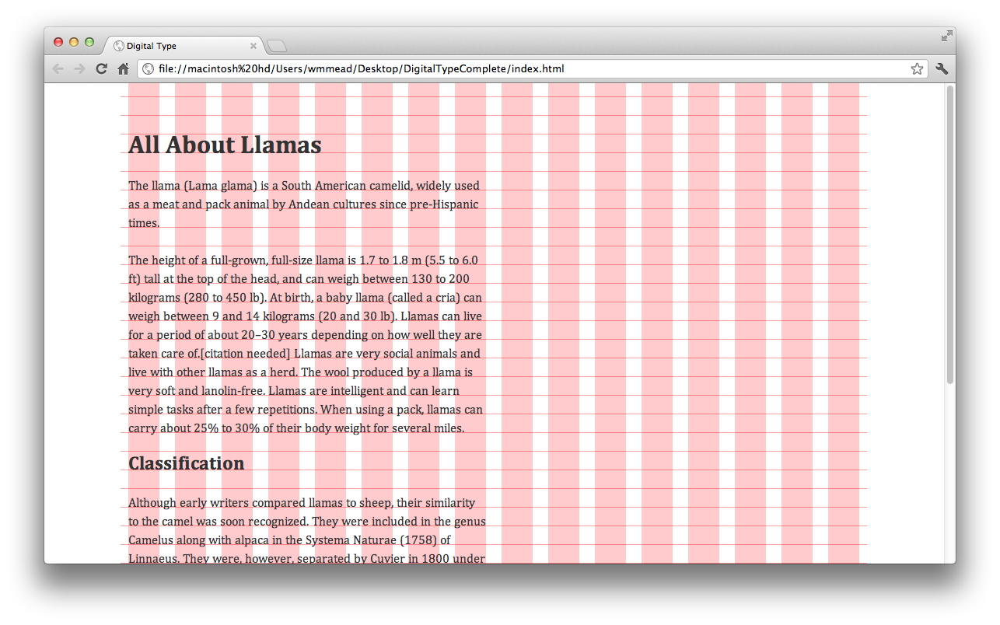 Digital Type
file://macintosh%20hd/Users/wmmead/Desktop/DigitalTypeComplete/index.html
All About Llamas
The llama (Lama glama) is a South American camelid, widely used
as a meat and pack animal by Andean cultures since pre-Hispanic
times.
The height of a full-grown, full-size llama is 1.7 to 1.8 m (5.5 to 6.0
ft) tall at the top of the head, and can weigh between 130 to 200
kilograms (280 to 450 lb). At birth, a baby llama (called a cria) can
weigh between 9 and 14 kilograms (20 and 30 lb). Llamas can live
for a period of about 20–30 years depending on how well they are
taken care of.[citation needed] Llamas are very social animals and
live with other llamas as a herd. The wool produced by a llama is
very soft and lanolin-free. Llamas are intelligent and can learn
simple tasks after a few repetitions. When using a pack, llamas can
carry about 25% to 30% of their body weight for several miles.
Classification
Although early writers compared llamas to sheep, their similarity
to the camel was soon recognized. They were included in the genus
Camelus along with alpaca in the Systema Naturae (1758) of
Linnaeus. They were, however, separated by Cuvier in 1800 under